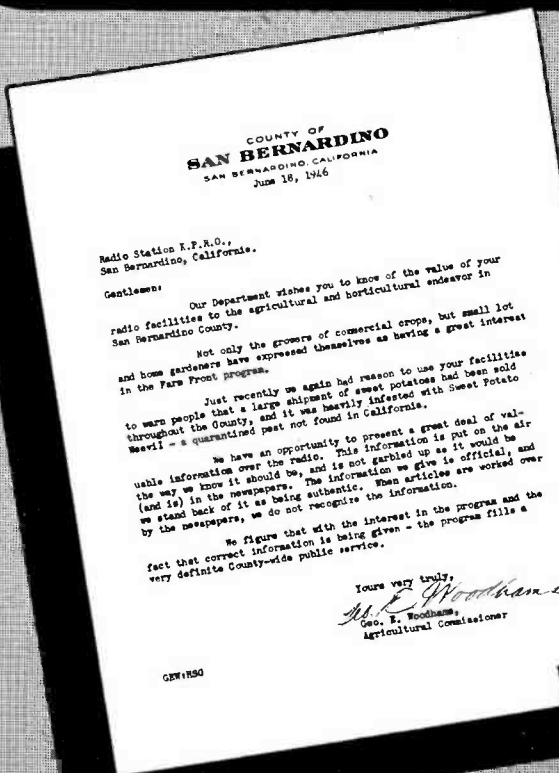 COUNTY OF
SAN BERNARDINO
SAN BERNARDINO, CALIFORNIA
June 18, 1946
Radio Station K.P.R.O.,
San Bernardino, California.
Gentlemen:
Our Department wishes you to know of the value of your
radio facilities to the agricultural and horticultural endeavor in
San Bernardino County.
Not only the growers of commercial crops, but small lot
and home gardeners have expressed themselves as having a great interest
in the Farm Front program.
Just recently we again had reason to use your facilities
to warn people that a large shipment of sweet potatoes had been sold
throughout the County, and it was heavily infested with Sweet Potato
Weevil - a quarantined pest not found in California.
We have an opportunity to present a great deal of val-
uable information over the radio. This information is put on the air
the way we know it should be, and is not garbled up as it would be
(and is) in the newspapers. The information we give is official, and
we stand back of it as being authentic. When articles are worked over
by the newspapers, we do not recognize the information.
We figure that with the interest in the program and the
fact that correct information is being given - the program fills a
very definite County-wide public service.
Yours very truly,
Geo. E. Woodhams
Geo. E. Woodhams,
Agricultural Commissioner
GEW:RSG